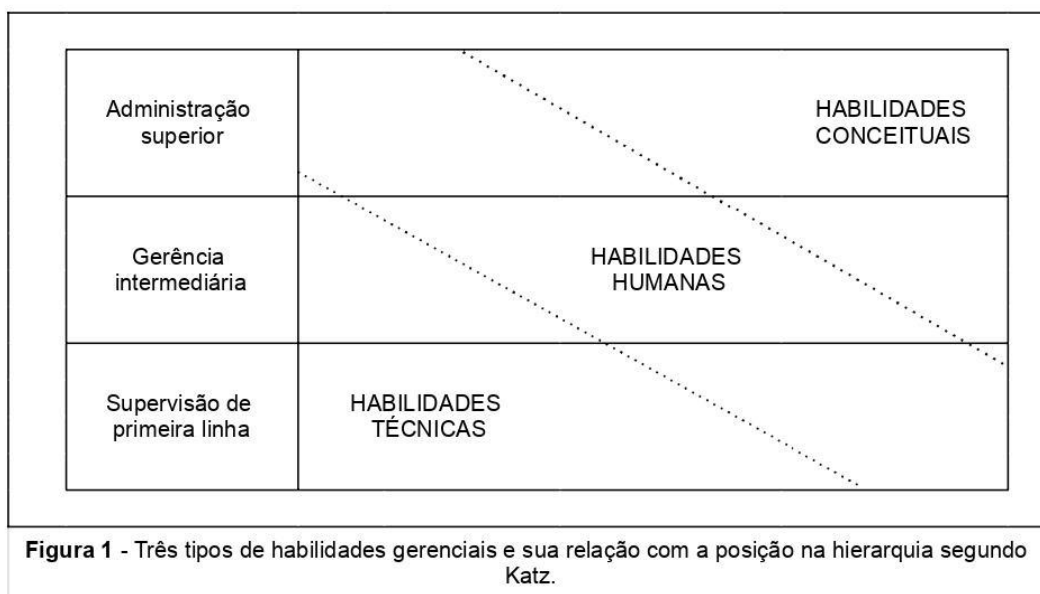 Administração
superior
HABILIDADES
CONCEITUAIS
Gerência
intermediária
HABILIDADES
HUMANAS
Supervisão de
primeira linha
HABILIDADES
TÉCNICAS
Figura 1 - Três tipos de habilidades gerenciais e sua relação com a posição na hierarquia segundo
Katz.